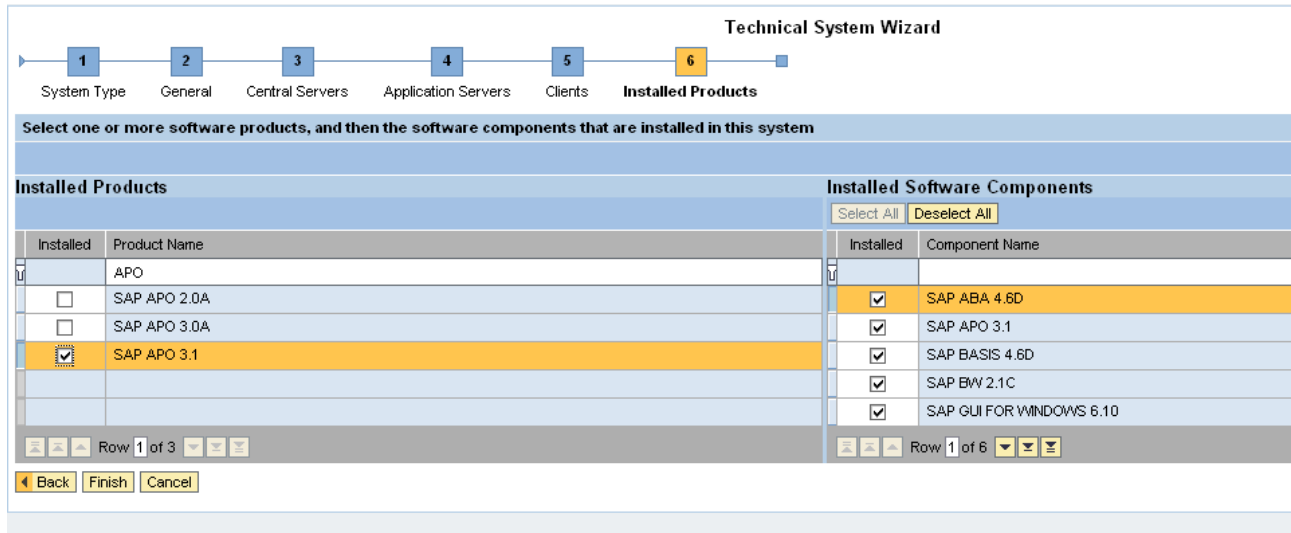 Technical System Wizard
1 2 3 4 5 6
System Type General Central Servers Application Servers Clients Installed Products
Select one or more software products, and then the software components that are installed in this system
Installed Products
Installed Product Name
APO
SAP APO 2.0A
SAP APO 3.0A
SAP APO 3.1
Row 1 of 3
Installed Software Components
Select All Deselect All
Installed Component Name
SAP ABA 4.6D
SAP APO 3.1
SAP BASIS 4.6D
SAP BW 2.1C
SAP GUI FOR WINDOWS 6.10
Row 1 of 6
Back Finish Cancel